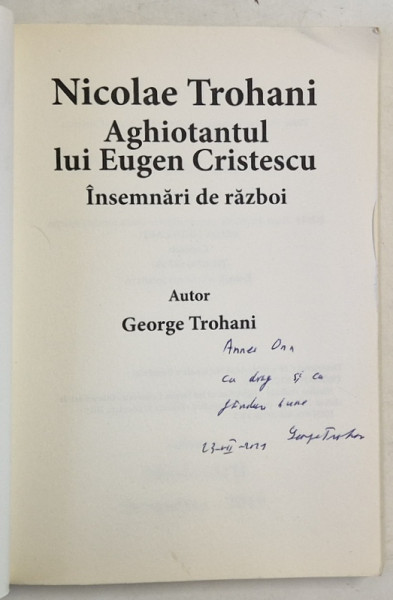 Nicolae Trohani
Aghiotantul
lui Eugen Cristescu
Însemnări de război
Autor
George Trohani
Annei
cu drag și cu
gânduri bune
George Trohani